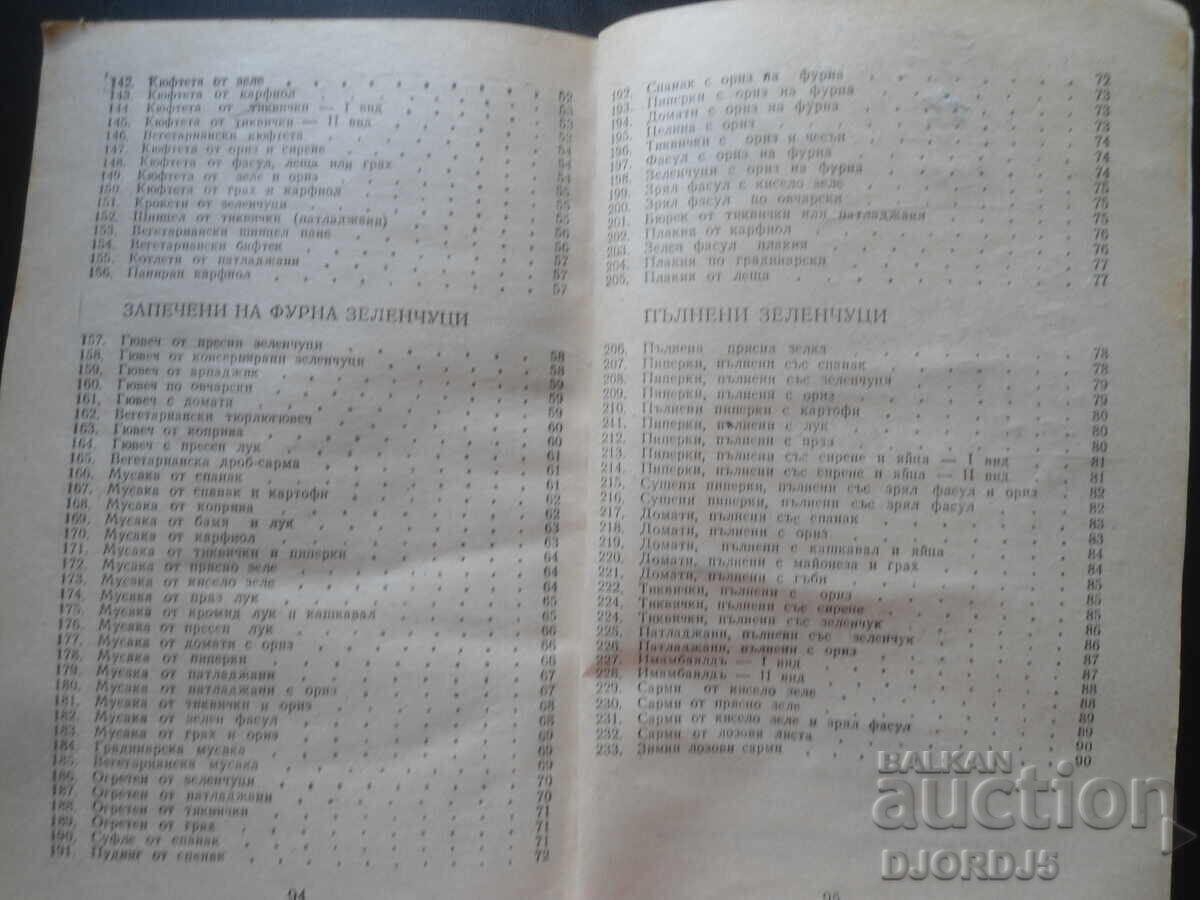 142. Кюфтета от зеле
143. Кюфтета от карфиол 52
144. Кюфтета от тиквички — I вид 53
145. Кюфтета от тиквички — II вид 53
146. Вегетариански кюфтета
147. Кюфтета от ориз и сирене 54
148. Кюфтета от фасул, леща или грах 54
149. Кюфтета от зеле и ориз 54
150. Кюфтета от грах и карфиол 55
151. Крокети от зеленчуци 55
152. Шницел от тиквички (патладжани) 55
153. Вегетариански шницел пане 56
154. Вегетариански бифтек 56
155. Котлети от патладжани 57
156. Паниран карфиол 57
57
ЗАПЕЧЕНИ НА ФУРНА ЗЕЛЕНЧУЦИ
157. Гювеч от пресни зеленчуци
158. Гювеч от консервирани зеленчуци 58
159. Гювеч от арпаджик 58
160. Гювеч по овчарски 59
161. Гювеч с домати 59
162. Вегетариански тюрлюгювеч 59
163. Гювеч от коприва 60
164. Гювеч с пресен лук 60
165. Вегетарианска дроб-сарма 61
166. Мусака от спанак 61
167. Мусака от спанак и картофи 61
168. Мусака от коприва 62
169. Мусака от бамя и лук 62
170. Мусака от карфиол 63
171. Мусака от тиквички и пиперки 63
172. Мусака от прясно зеле 64
173. Мусака от кисело зеле 64
174. Мусака от праз лук 64
175. Мусака от кромид лук и кашкавал 65
176. Мусака от пресен лук 65
177. Мусака от домати с ориз 66
178. Мусака от пиперки 66
179. Мусака от патладжани 66
180. Мусака от патладжани с ориз 67
181. Мусака от тиквички и ориз 67
182. Мусака от зелен фасул 68
183. Мусака от грах и ориз 68
184. Градинарска мусака 69
185. Вегетарианска мусака 69
186. Огретен от зеленчуци 69
187. Огретен от патладжани 70
188. Огретен от тиквички 70
189. Огретен от грах 71
190. Суфле от спанак 71
191. Пудинг от спанак 71
72
94
192. Спанак с ориз на фурна 72
193. Пиперки с ориз на фурна 73
194. Домати с ориз на фурна 73
195. Целина с ориз 73
196. Тиквички с ориз и чесън 74
197. Фасул с ориз на фурна 74
198. Зеленчуци с ориз на фурна 74
199. Зрял фасул с кисело зеле 75
200. Зрял фасул по овчарски 75
201. Бюрек от тиквички или патладжани 75
202. Плакия от карфиол 76
203. Зелен фасул плакия 76
204. Плакия по градинарски 77
205. Плакия от леща 77
ПЪЛНЕНИ ЗЕЛЕНЧУЦИ
206. Пълнена прясна зелка 78
207. Пиперки, пълнени със спанак 78
208. Пиперки, пълнени със зеленчуци 79
209. Пиперки, пълнени с ориз 79
210. Пълнени пиперки с картофи 80
211. Пиперки, пълнени с лук 80
212. Пиперки, пълнени с праз 80
213. Пиперки, пълнени със сирене и яйца — I вид 81
214. Пиперки, пълнени със сирене и яйца — II вид 81
215. Сушени пиперки, пълнени със зрял фасул и ориз 82
216. Сушени пиперки, пълнени със зрял фасул 82
217. Домати, пълнени със спанак 83
218. Домати, пълнени с ориз 83
219. Домати, пълнени с кашкавал и яйца 84
220. Домати, пълнени с майонеза и грах 84
221. Домати, пълнени с гъби 85
222. Тиквички, пълнени с ориз 85
224. Тиквички, пълнени със сирене 85
224. Тиквички, пълнени със зеленчук 86
225. Патладжани, пълнени със зеленчук 86
226. Патладжани, пълнени с ориз 87
227. Имамбаилдъ — I вид 87
228. Имамбаилдъ — II вид 88
229. Сарми от кисело зеле 88
230. Сарми от прясно зеле 89
231. Сарми от кисело зеле и зрял фасул 89
232. Сарми от лозови листа 90
233. Зимни лозови сарми 90
95
BALKAN
auction
DJORDJ5